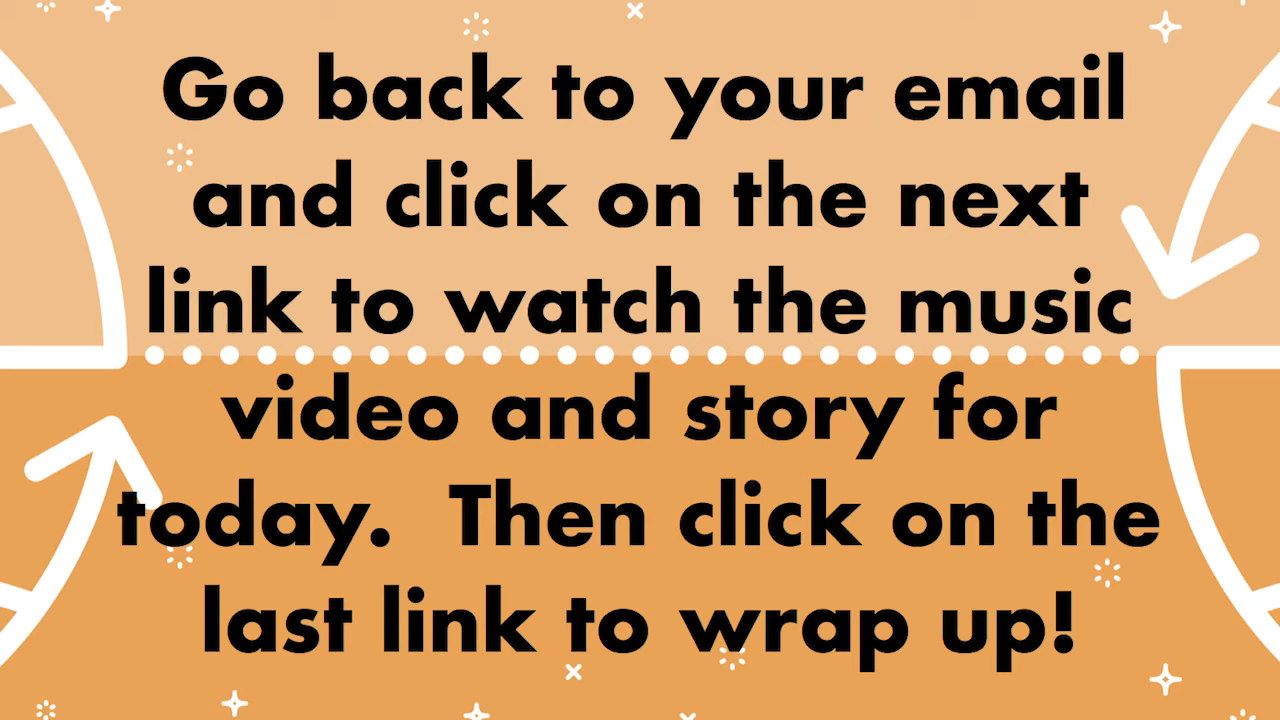 Go back to your email
and click on the next
link to watch the music
video and story for
today.  Then click on the
last link to wrap up!